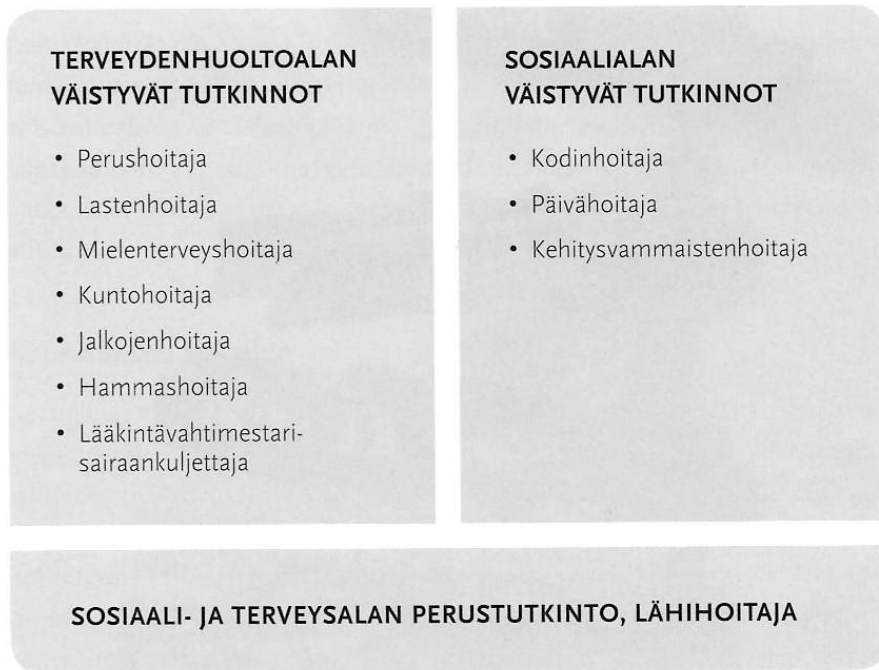 TERVEYDENHUOLTOALAN
VÄISTYVÄT TUTKINNOT
• Perushoitaja
• Lastenhoitaja
• Mielenterveyshoitaja
• Kuntohoitaja
• Jalkojenhoitaja
• Hammashoitaja
• Lääkintävahtimestari-
sairaankuljettaja
SOSIAALIALAN
VÄISTYVÄT TUTKINNOT
• Kodinhoitaja
• Päivähoitaja
• Kehitysvammaistenhoitaja
SOSIAALI- JA TERVEYSALAN PERUSTUTKINTO, LÄHIHOITAJA